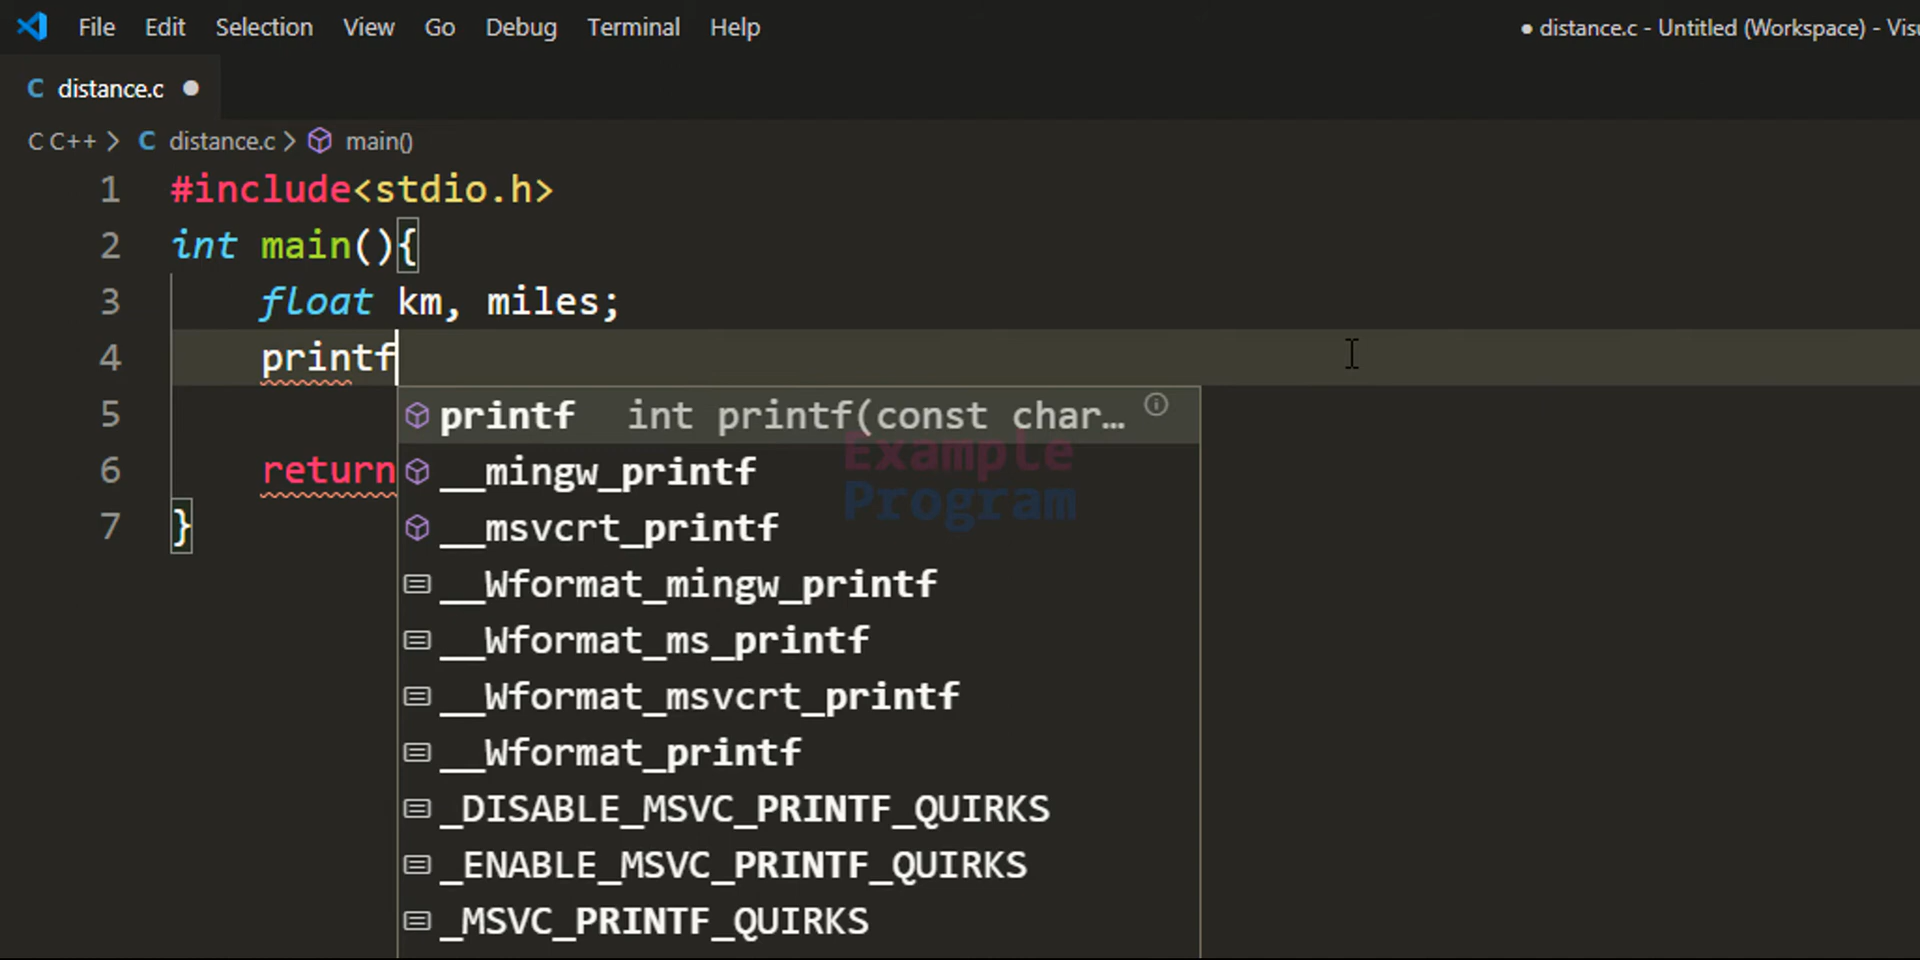 File Edit Selection View Go Debug Terminal Help
● distance.c - Untitled (Workspace) - Visu
C distance.c ●
C C++ > C distance.c > main()
1 #include<stdio.h>
2 int main(){
3 float km, miles;
4 printf
5 printf int printf(const char…
Example
6 return __mingw_printf
Program
7 } __msvcrt_printf
__Wformat_mingw_printf
__Wformat_ms_printf
__Wformat_msvcrt_printf
__Wformat_printf
_DISABLE_MSVC_PRINTF_QUIRKS
_ENABLE_MSVC_PRINTF_QUIRKS
_MSVC_PRINTF_QUIRKS